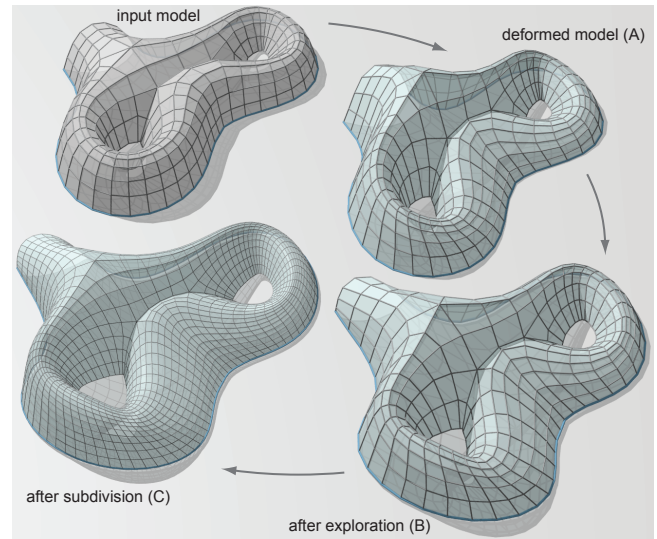 input model
deformed model (A)
after exploration (B)
after subdivision (C)